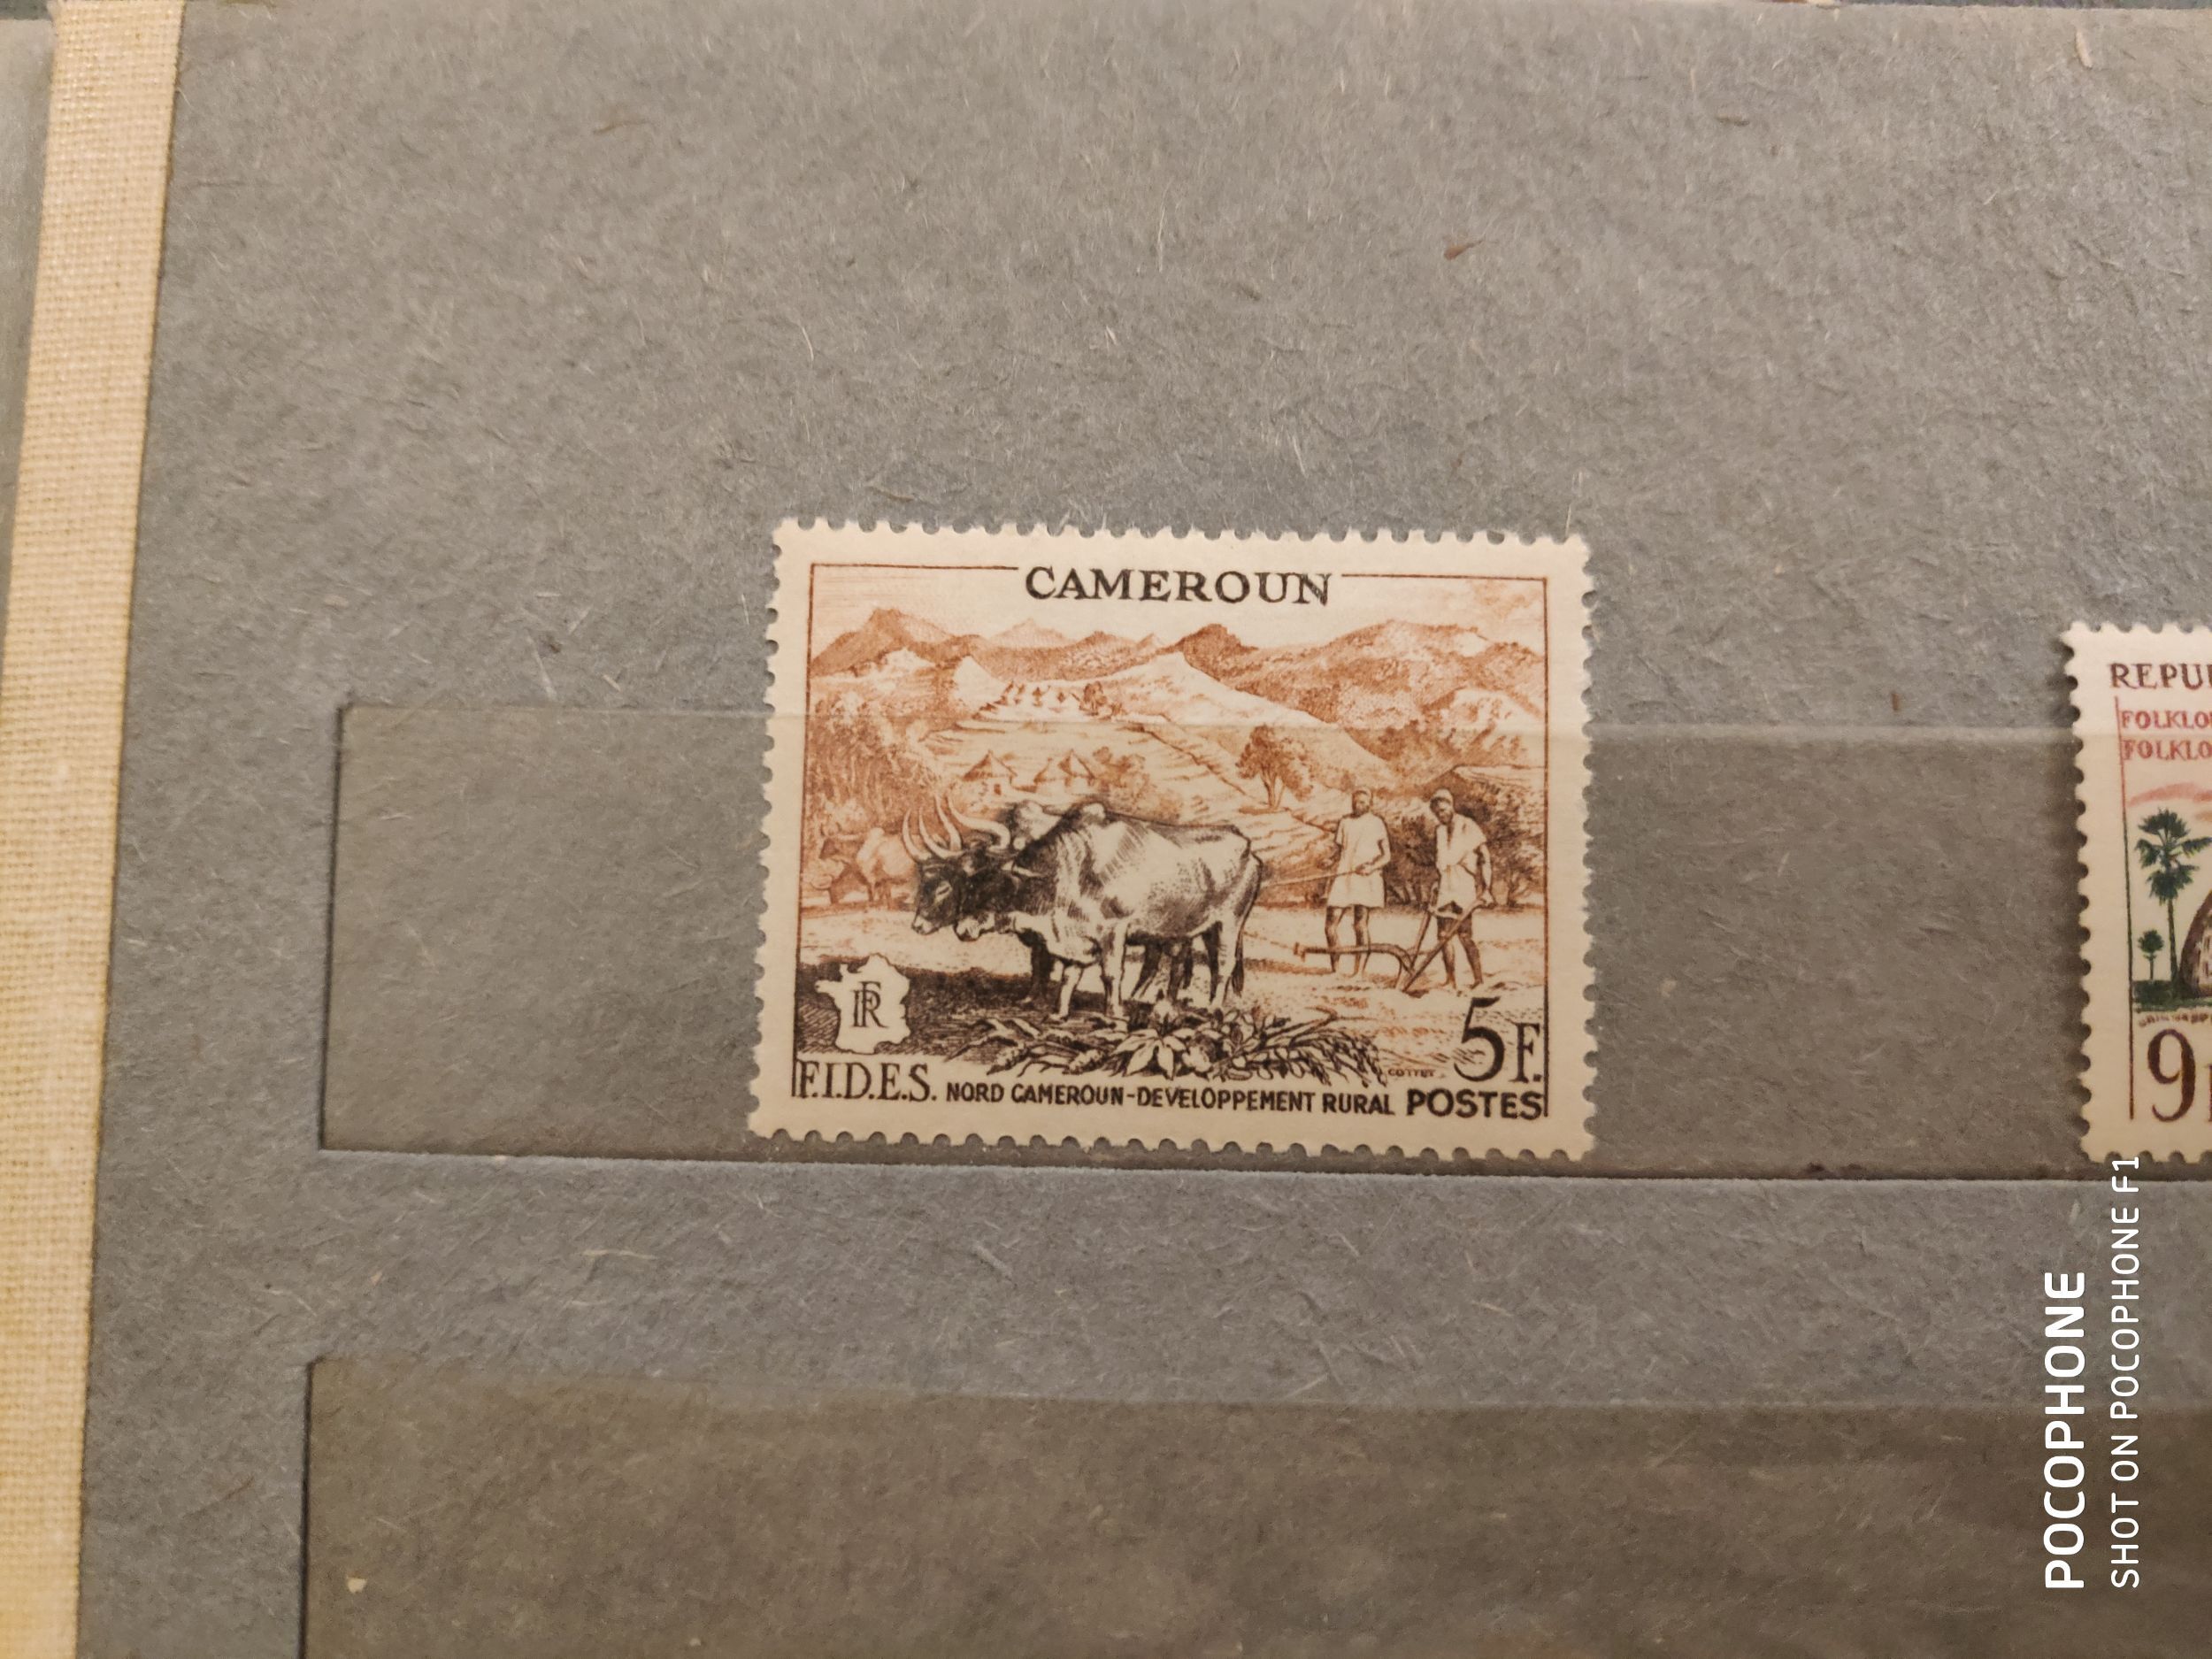 CAMEROUN
RF
5F.
COTTET
F.I.D.E.S. NORD CAMEROUN-DEVELOPPEMENT RURAL POSTES
REPU
FOLKLO
FOLKLO
9
POCOPHONE
SHOT ON POCOPHONE F1